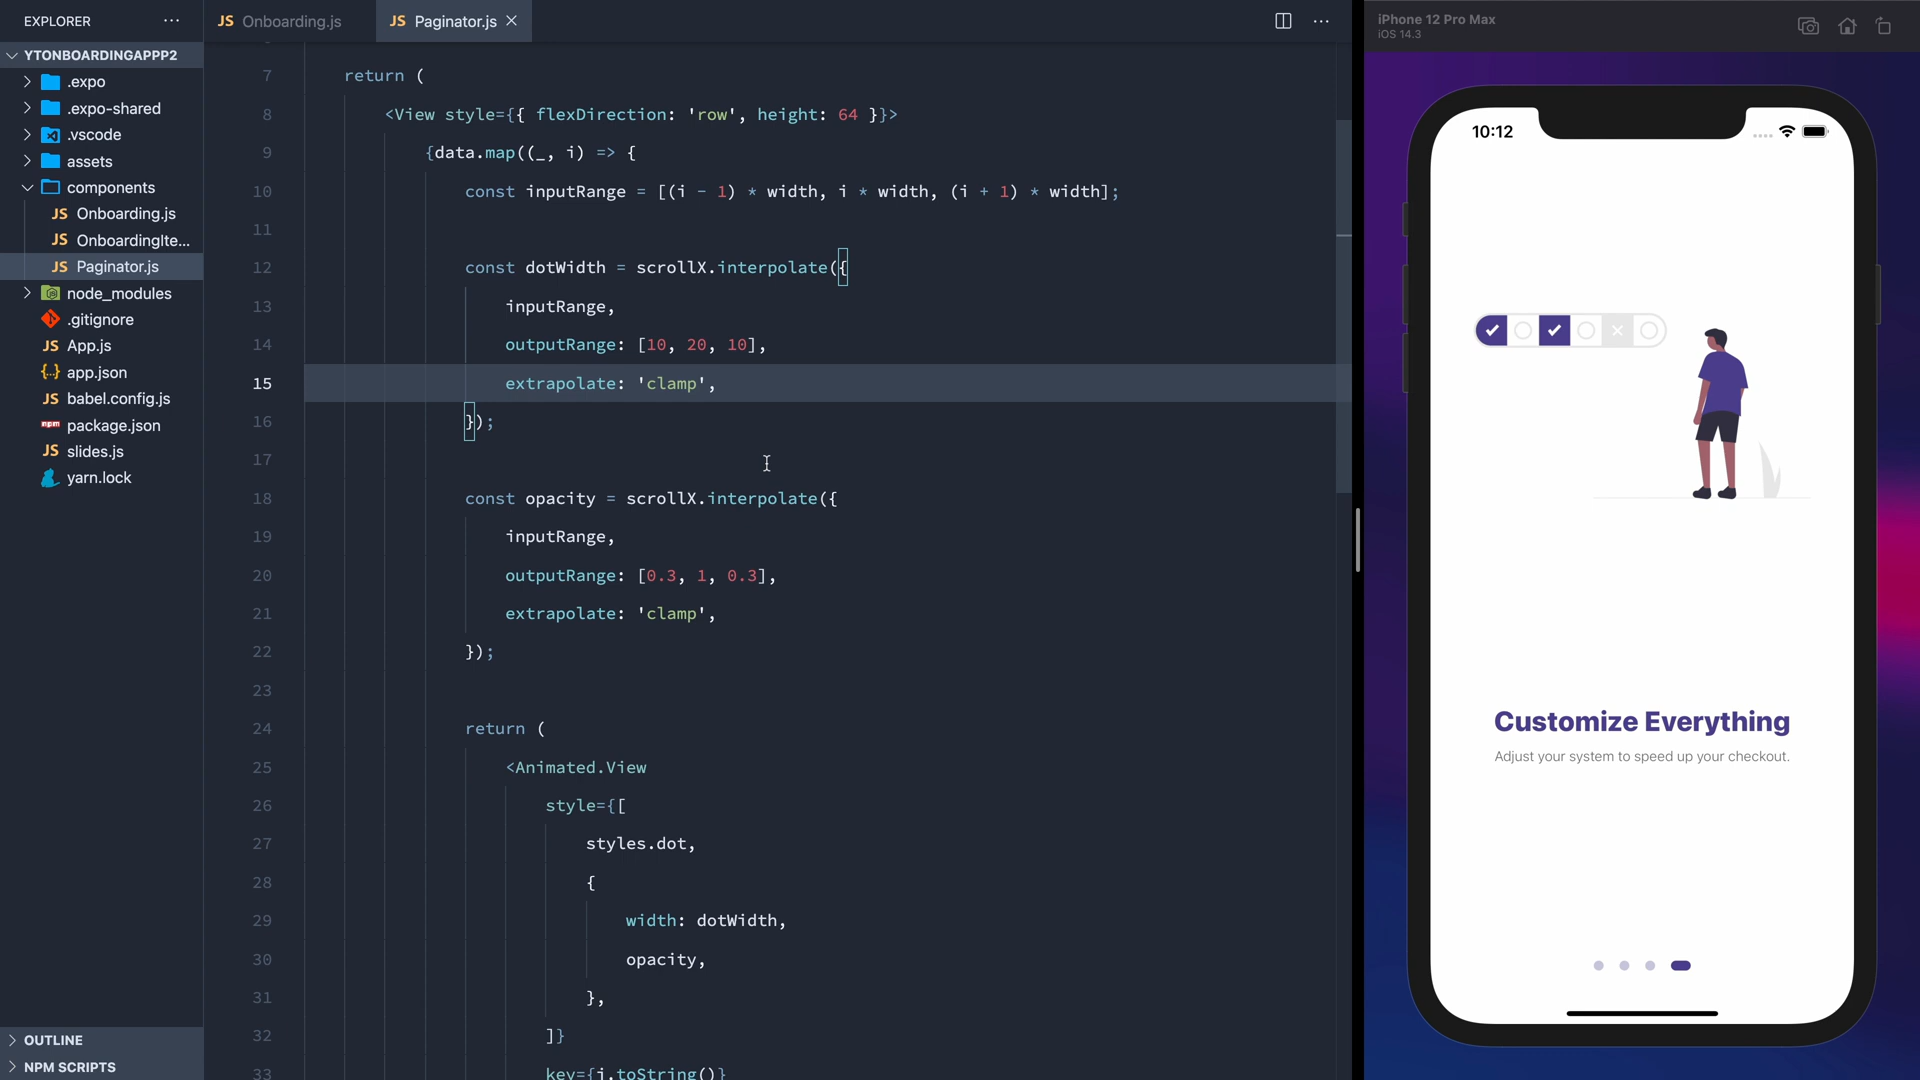 EXPLORER
YTONBOARDINGAPPP2
.expo
.expo-shared
.vscode
assets
components
JS Onboarding.js
JS OnboardingIte...
JS Paginator.js
node_modules
.gitignore
JS App.js
{..} app.json
JS babel.config.js
npm package.json
JS slides.js
yarn.lock
OUTLINE
NPM SCRIPTS
JS Onboarding.js
JS Paginator.js
7 return (
8 <View style={{ flexDirection: 'row', height: 64 }}>
9 {data.map((_, i) => {
10 const inputRange = [(i - 1) * width, i * width, (i + 1) * width];
11
12 const dotWidth = scrollX.interpolate({
13 inputRange,
14 outputRange: [10, 20, 10],
15 extrapolate: 'clamp',
16 });
17
18 const opacity = scrollX.interpolate({
19 inputRange,
20 outputRange: [0.3, 1, 0.3],
21 extrapolate: 'clamp',
22 });
23
24 return (
25 <Animated.View
26 style={[
27 styles.dot,
28 {
29 width: dotWidth,
30 opacity,
31 },
32 ]}
33 key={i.toString()}
iPhone 12 Pro Max
iOS 14.3
10:12
Customize Everything
Adjust your system to speed up your checkout.